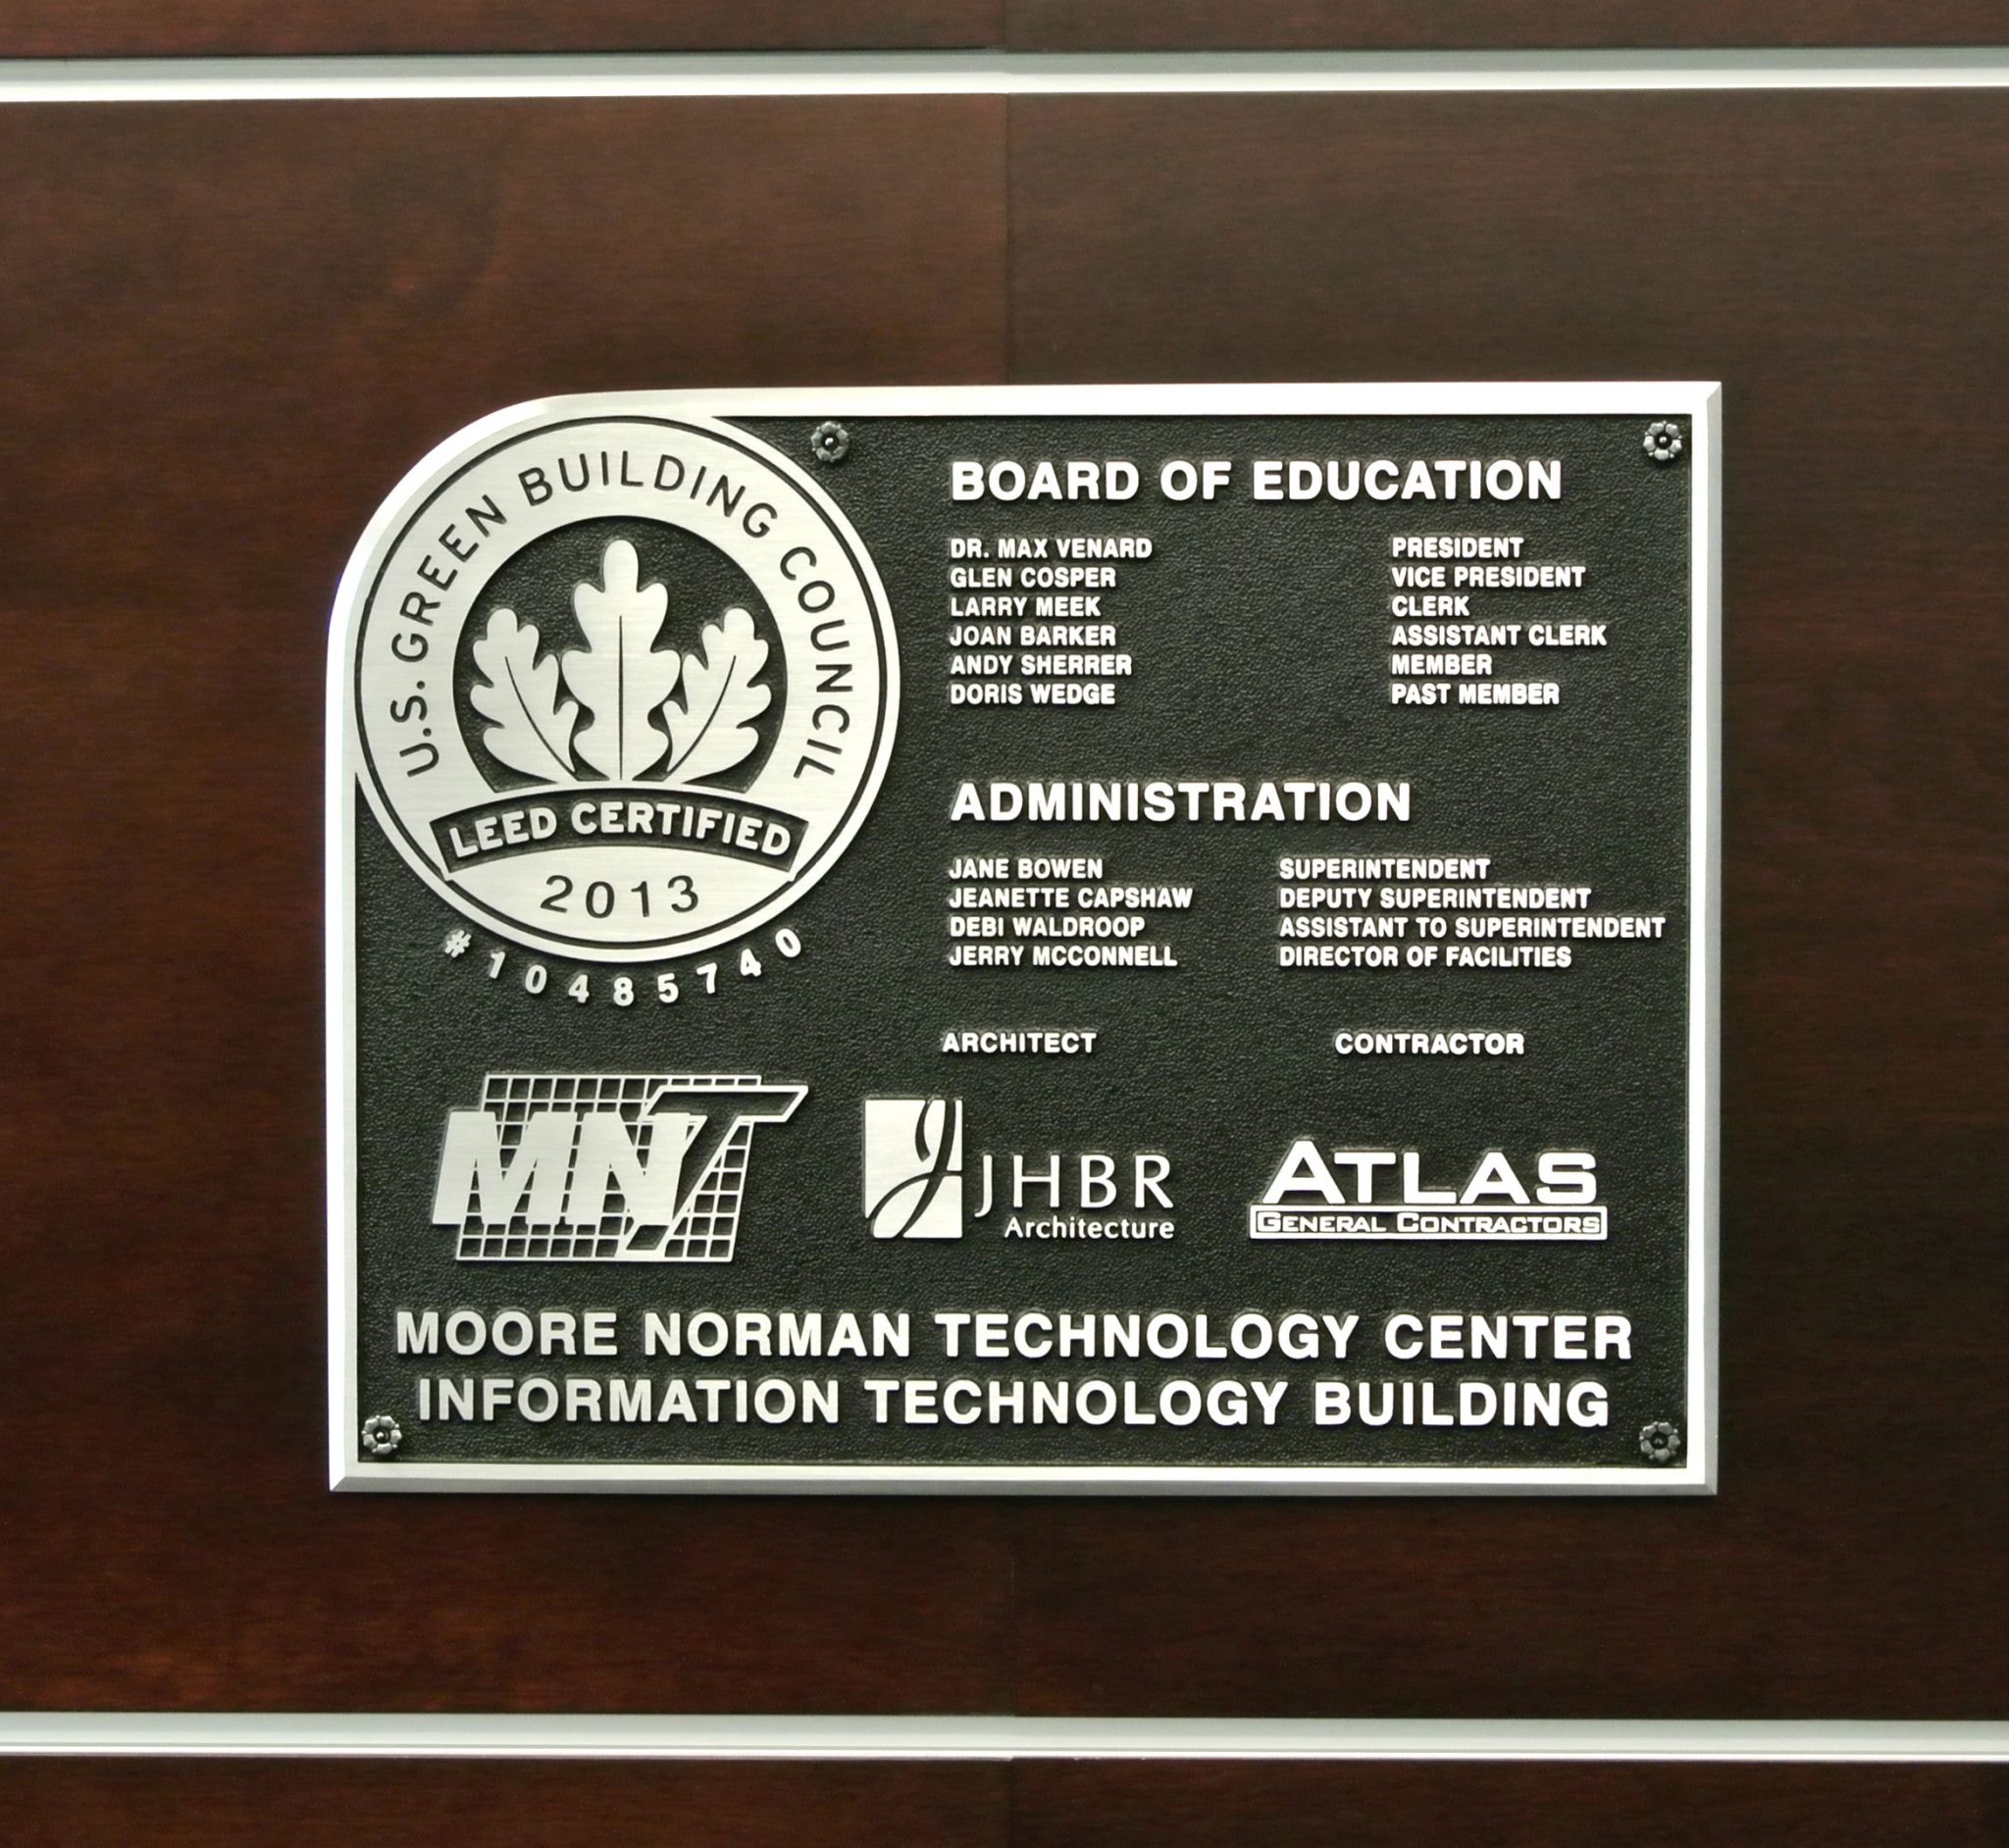 U.S. GREEN BUILDING COUNCIL
LEED CERTIFIED
2013
#10485740
BOARD OF EDUCATION
DR. MAX VENARD PRESIDENT
GLEN COSPER VICE PRESIDENT
LARRY MEEK CLERK
JOAN BARKER ASSISTANT CLERK
ANDY SHERRER MEMBER
DORIS WEDGE PAST MEMBER
ADMINISTRATION
JANE BOWEN SUPERINTENDENT
JEANETTE CAPSHAW DEPUTY SUPERINTENDENT
DEBI WALDROOP ASSISTANT TO SUPERINTENDENT
JERRY MCCONNELL DIRECTOR OF FACILITIES
ARCHITECT CONTRACTOR
MNT
JHBR
Architecture
ATLAS
GENERAL CONTRACTORS
MOORE NORMAN TECHNOLOGY CENTER
INFORMATION TECHNOLOGY BUILDING